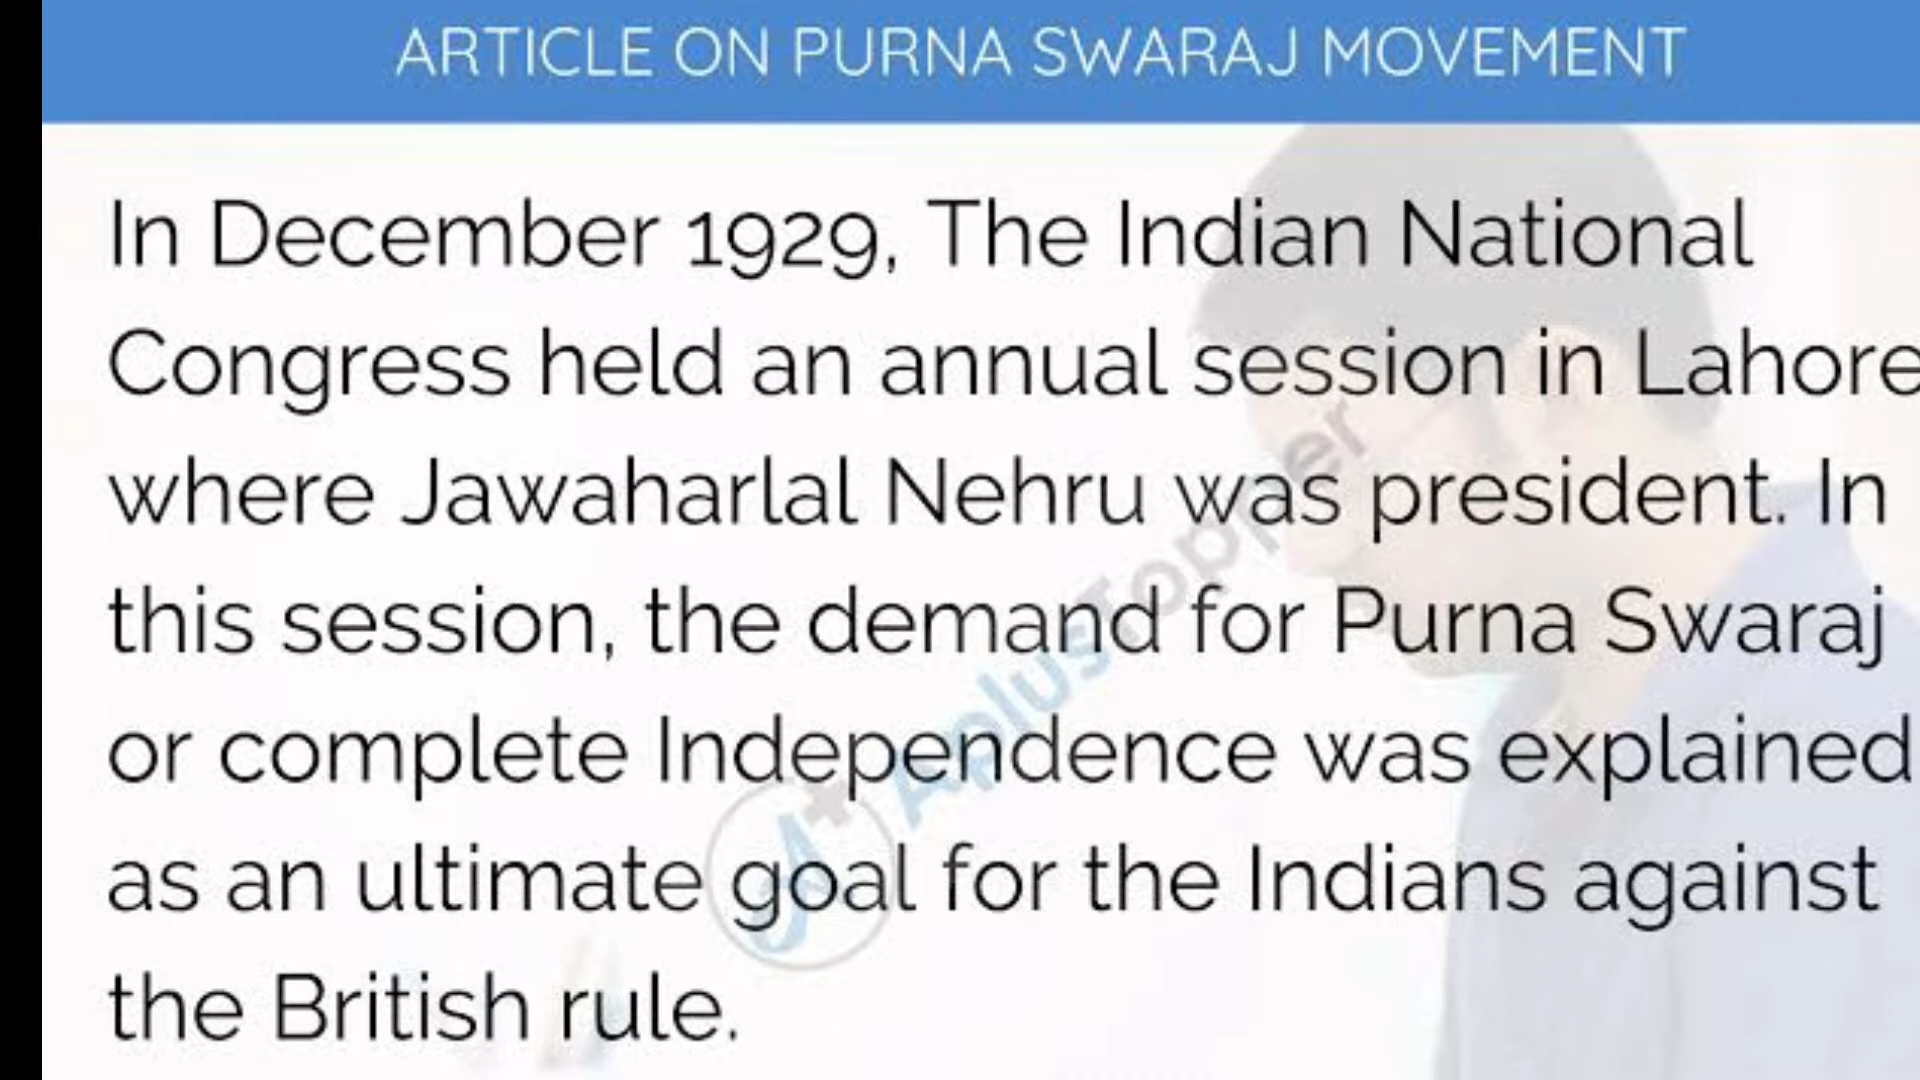 ARTICLE ON PURNA SWARAJ MOVEMENT
In December 1929, The Indian National
Congress held an annual session in Lahore
where Jawaharlal Nehru was president. In
this session, the demand for Purna Swaraj
or complete Independence was explained
as an ultimate goal for the Indians against
the British rule.
AplusTopper
A+